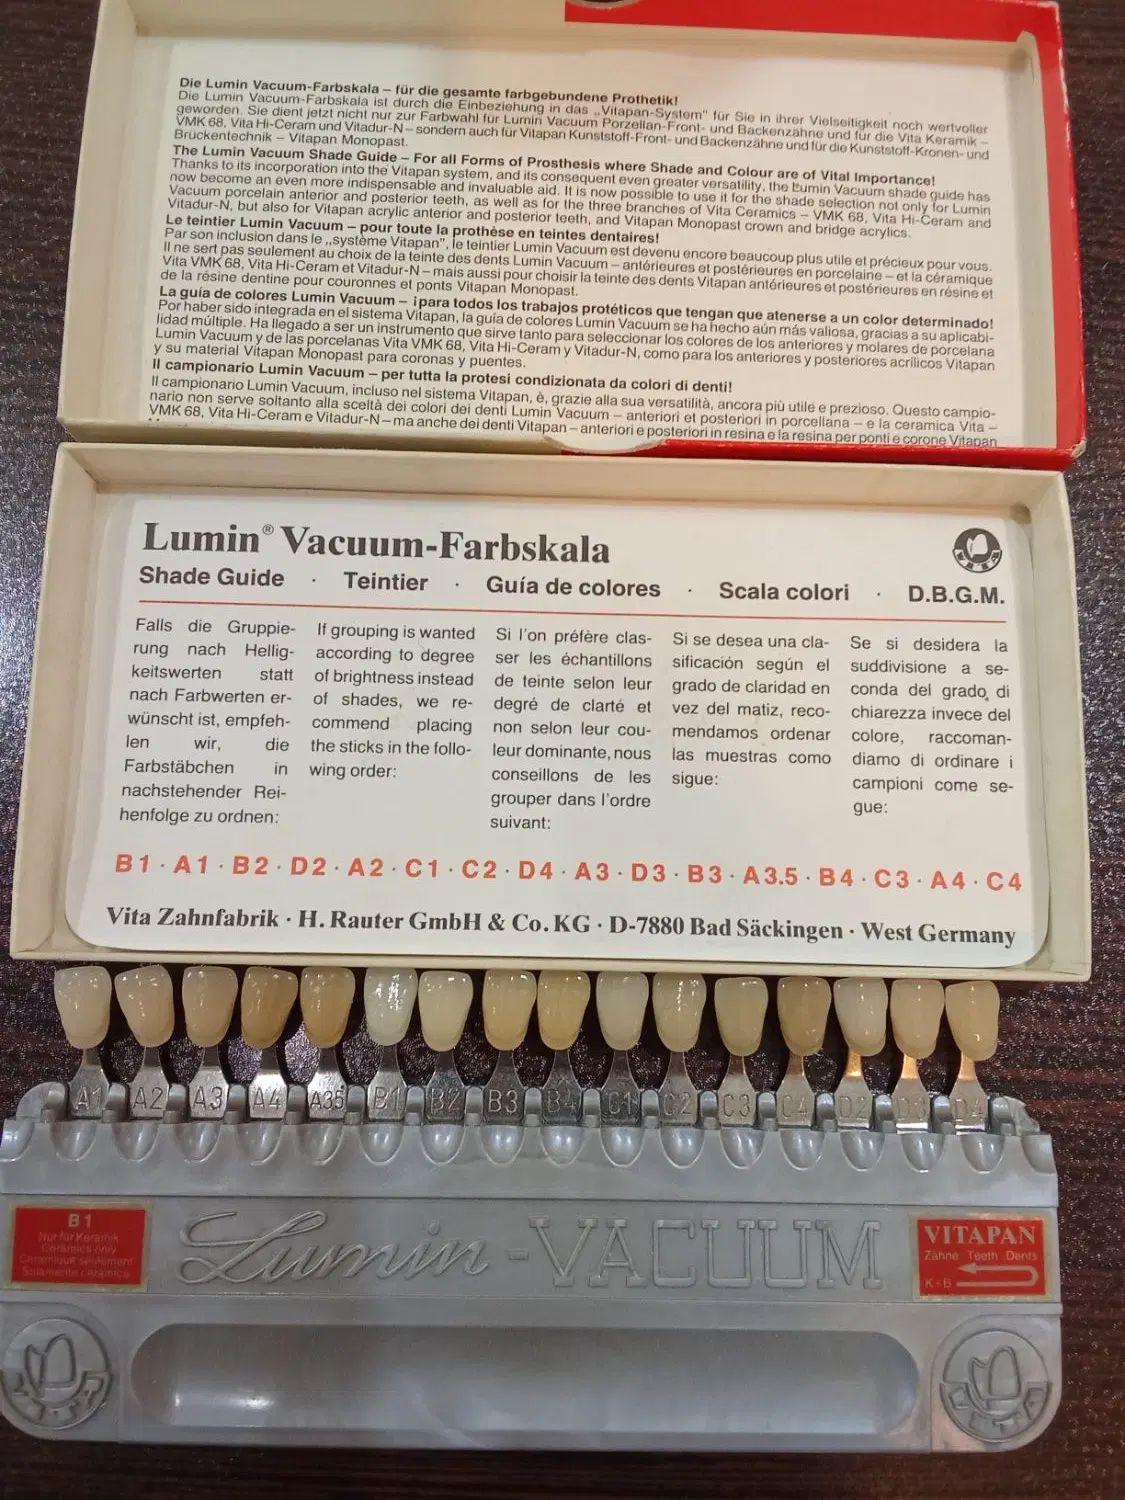 Die Lumin Vacuum-Farbskala – für die gesamte farbgebundene Prothetik!
Die Lumin Vacuum-Farbskala ist durch die Einbeziehung in das „Vitapan-System" für Sie in ihrer Vielseitigkeit noch wertvoller
geworden. Sie dient jetzt nicht nur zur Farbwahl für Lumin Vacuum Porzellan-Front- und Backenzähne und für die Vita Keramik –
VMK 68, Vita Hi-Ceram und Vitadur-N – sondern auch für Vitapan Kunststoff-Front- und Backenzähne und für die Kunststoff-Kronen- und
Brückentechnik – Vitapan Monopast.
The Lumin Vacuum Shade Guide – For all Forms of Prosthesis where Shade and Colour are of Vital Importance!
Thanks to its incorporation into the Vitapan system, and its consequent even greater versatility, the Lumin Vacuum shade guide has
now become an even more indispensable and invaluable aid. It is now possible to use it for the shade selection not only for Lumin
Vacuum porcelain anterior and posterior teeth, as well as for the three branches of Vita Ceramics – VMK 68, Vita Hi-Ceram and
Vitadur-N, but also for Vitapan acrylic anterior and posterior teeth, and Vitapan Monopast crown and bridge acrylics.
Le teintier Lumin Vacuum – pour toute la prothèse en teintes dentaires!
Par son inclusion dans le „système Vitapan", le teintier Lumin Vacuum est devenu encore beaucoup plus utile et précieux pour vous.
Il ne sert pas seulement au choix de la teinte des dents Lumin Vacuum – antérieures et postérieures en porcelaine – et la céramique
Vita VMK 68, Vita Hi-Ceram et Vitadur-N – mais aussi pour choisir la teinte des dents Vitapan antérieures et postérieures en résine et
de la résine dentine pour couronnes et ponts Vitapan Monopast.
La guía de colores Lumin Vacuum – ¡para todos los trabajos protéticos que tengan que atenerse a un color determinado!
Por haber sido integrada en el sistema Vitapan, la guía de colores Lumin Vacuum se ha hecho aún más valiosa, gracias a su aplicabi-
lidad múltiple. Ha llegado a ser un instrumento que sirve tanto para seleccionar los colores de los anteriores y molares de porcelana
Lumin Vacuum y de las porcelanas Vita VMK 68, Vita Hi-Ceram y Vitadur-N, como para los anteriores y posteriores acrílicos Vitapan
y su material Vitapan Monopast para coronas y puentes.
Il campionario Lumin Vacuum – per tutta la protesi condizionata da colori di denti!
Il campionario Lumin Vacuum, incluso nel sistema Vitapan, è, grazie alla sua versatilità, ancora più utile e prezioso. Questo campio-
nario non serve soltanto alla scelta dei colori dei denti Lumin Vacuum – anteriori et posteriori in porcellana – e la ceramica Vita –
VMK 68, Vita Hi-Ceram e Vitadur-N – ma anche dei denti Vitapan – anteriori e posteriori in resina e la resina per ponti e corone Vitapan
Lumin® Vacuum-Farbskala
VITA
Shade Guide · Teintier · Guía de colores · Scala colori · D.B.G.M.
Falls die Gruppie-
rung nach Hellig-
keitswerten statt
nach Farbwerten er-
wünscht ist, empfeh-
len wir, die
Farbstäbchen in
nachstehender Rei-
henfolge zu ordnen:
If grouping is wanted
according to degree
of brightness instead
of shades, we re-
commend placing
the sticks in the follo-
wing order:
Si l'on préfère clas-
ser les échantillons
de teinte selon leur
degré de clarté et
non selon leur cou-
leur dominante, nous
conseillons de les
grouper dans l'ordre
suivant:
Si se desea una cla-
sificación según el
grado de claridad en
vez del matiz, reco-
mendamos ordenar
las muestras como
sigue:
Se si desidera la
suddivisione a se-
conda del grado di
chiarezza invece del
colore, raccoman-
diamo di ordinare i
campioni come se-
gue:
B1 · A1 · B2 · D2 · A2 · C1 · C2 · D4 · A3 · D3 · B3 · A3.5 · B4 · C3 · A4 · C4
Vita Zahnfabrik · H. Rauter GmbH & Co. KG · D-7880 Bad Säckingen · West Germany
A1 A2 A3 A4 A35 B1 B2 B3 B4 C1 C2 C3 C4 D2 D3 D4
B1
Nur für Keramik
Ceramics only
Céramique seulement
Solamente cerámica
Lumin-VACUUM
VITAPAN
Zähne Teeth Dents
K+B
VITA
VITA